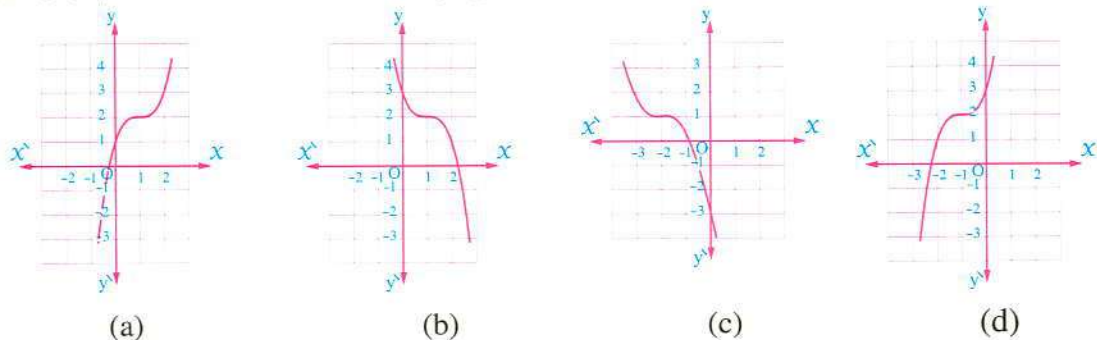 y y y y
4 4 3 4
3 3 2 3
2 2 1 2
1 1 1
X` X X` X X` X X` X
-2 -1 O 1 2 -2 -1 O 1 2 -3 -2 -1 O 1 2 -3 -2 -1 O 1 2
-1 -1 -1 -1
-2 -2 -2 -2
-3 -3 -3 -3
y` y` y` y`
(a) (b) (c) (d)